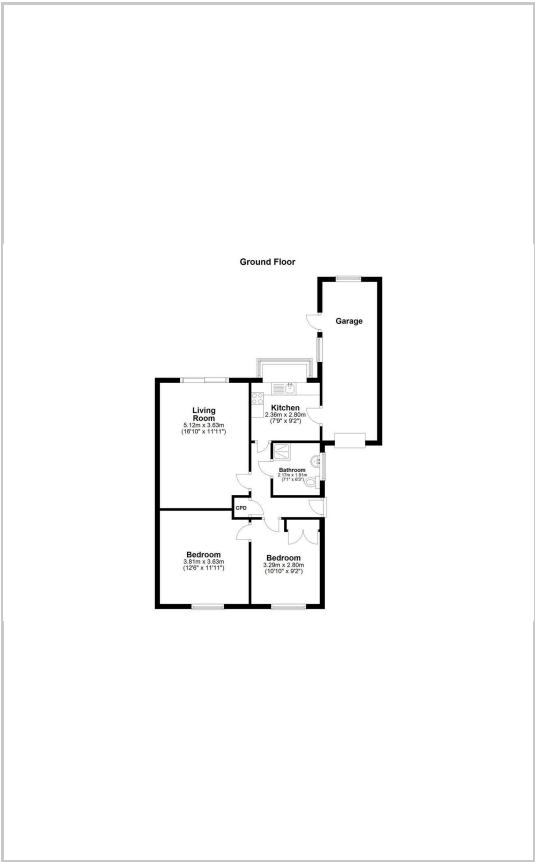 Ground Floor
Garage
Kitchen
2.36m x 2.80m
(7'9" x 9'2")
Living
Room
5.12m x 3.63m
(16'10" x 11'11")
Bathroom
2.17m x 1.91m
(7'1" x 6'3")
CPD
Bedroom
3.81m x 3.63m
(12'6" x 11'11")
Bedroom
3.29m x 2.80m
(10'10" x 9'2")